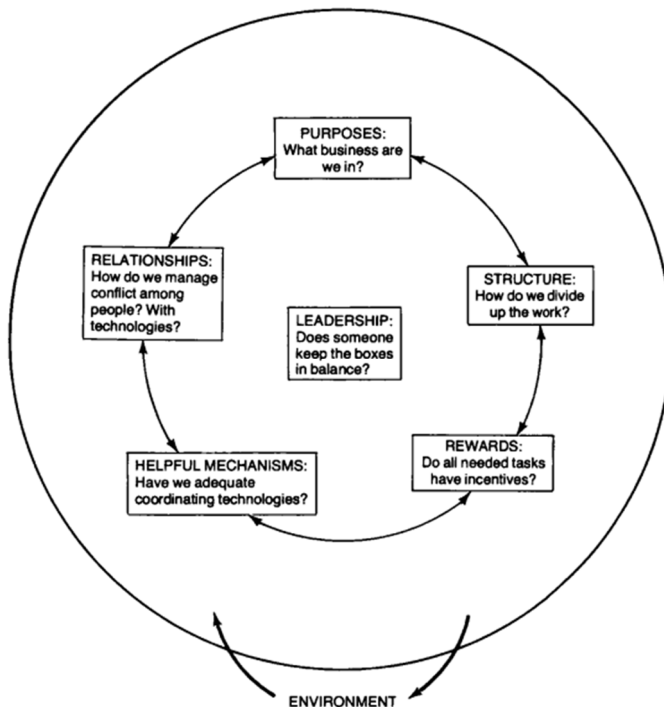 PURPOSES:
What business are
we in?
RELATIONSHIPS:
How do we manage
conflict among
people? With
technologies?
STRUCTURE:
How do we divide
up the work?
LEADERSHIP:
Does someone
keep the boxes
in balance?
HELPFUL MECHANISMS:
Have we adequate
coordinating technologies?
REWARDS:
Do all needed tasks
have incentives?
ENVIRONMENT